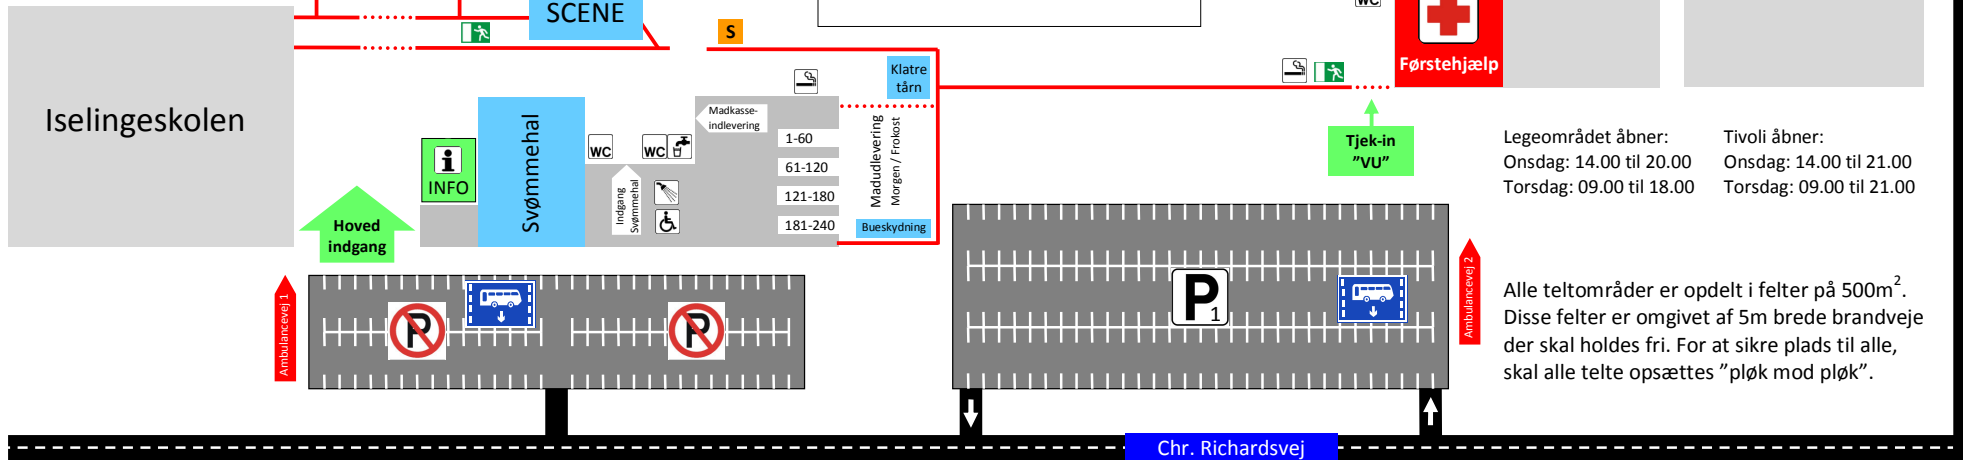 SCENE
WC
S
Førstehjælp
Klatre
tårn
Iselingeskolen
Madkasse-
indlevering
Svømmehal
WC
WC
1-60
61-120
121-180
181-240
Madudlevering
Morgen / Frokost
Bueskydning
i
INFO
Indgang
Svømmehal
Hoved
indgang
Tjek-in
”VU”
Legeområdet åbner:
Onsdag: 14.00 til 20.00
Torsdag: 09.00 til 18.00
Tivoli åbner:
Onsdag: 14.00 til 21.00
Torsdag: 09.00 til 21.00
Ambulancevej 1
P
P
P
1
Ambulancevej 2
Alle teltområder er opdelt i felter på 500m².
Disse felter er omgivet af 5m brede brandveje
der skal holdes fri. For at sikre plads til alle,
skal alle telte opsættes ”pløk mod pløk”.
Chr. Richardsvej